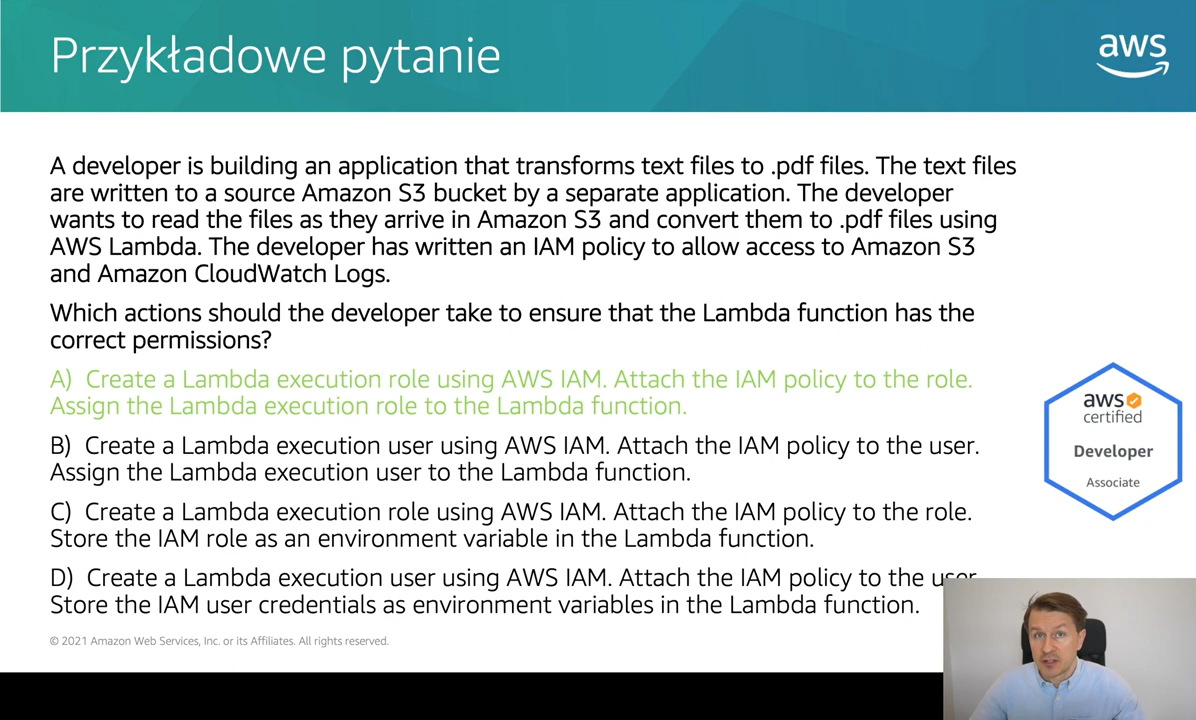 Przykładowe pytanie
aws
A developer is building an application that transforms text files to .pdf files. The text files
are written to a source Amazon S3 bucket by a separate application. The developer
wants to read the files as they arrive in Amazon S3 and convert them to .pdf files using
AWS Lambda. The developer has written an IAM policy to allow access to Amazon S3
and Amazon CloudWatch Logs.
Which actions should the developer take to ensure that the Lambda function has the
correct permissions?
A) Create a Lambda execution role using AWS IAM. Attach the IAM policy to the role.
Assign the Lambda execution role to the Lambda function.
B) Create a Lambda execution user using AWS IAM. Attach the IAM policy to the user.
Assign the Lambda execution user to the Lambda function.
C) Create a Lambda execution role using AWS IAM. Attach the IAM policy to the role.
Store the IAM role as an environment variable in the Lambda function.
D) Create a Lambda execution user using AWS IAM. Attach the IAM policy to the user.
Store the IAM user credentials as environment variables in the Lambda function.
aws
certified
Developer
Associate
© 2021 Amazon Web Services, Inc. or its Affiliates. All rights reserved.